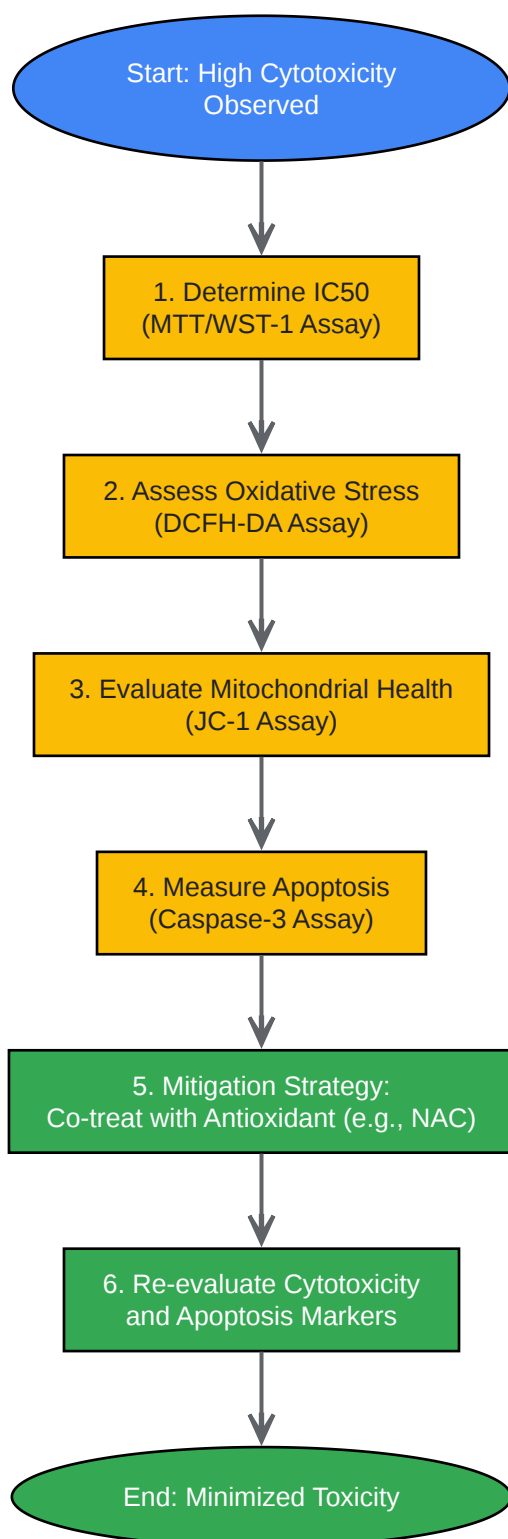 Start: High Cytotoxicity
Observed
1. Determine IC50
(MTT/WST-1 Assay)
2. Assess Oxidative Stress
(DCFH-DA Assay)
3. Evaluate Mitochondrial Health
(JC-1 Assay)
4. Measure Apoptosis
(Caspase-3 Assay)
5. Mitigation Strategy:
Co-treat with Antioxidant (e.g., NAC)
6. Re-evaluate Cytotoxicity
and Apoptosis Markers
End: Minimized Toxicity